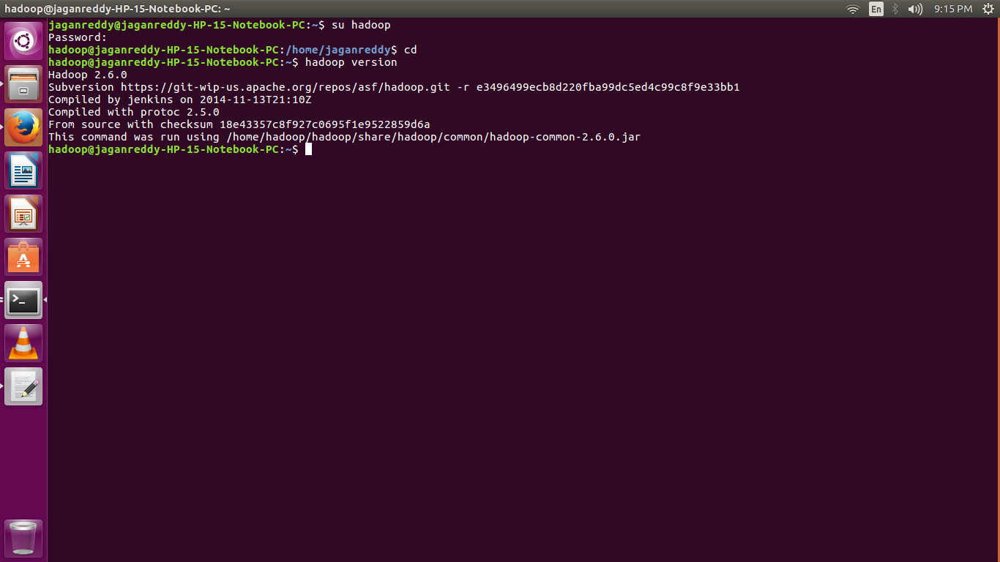 hadoop@jaganreddy-HP-15-Notebook-PC: ~
En
9:15 PM
jaganreddy@jaganreddy-HP-15-Notebook-PC:~$ su hadoop
Password:
hadoop@jaganreddy-HP-15-Notebook-PC:/home/jaganreddy$ cd
hadoop@jaganreddy-HP-15-Notebook-PC:~$ hadoop version
Hadoop 2.6.0
Subversion https://git-wip-us.apache.org/repos/asf/hadoop.git -r e3496499ecb8d220fba99dc5ed4c99c8f9e33bb1
Compiled by jenkins on 2014-11-13T21:10Z
Compiled with protoc 2.5.0
From source with checksum 18e43357c8f927c0695f1e9522859d6a
This command was run using /home/hadoop/hadoop/share/hadoop/common/hadoop-common-2.6.0.jar
hadoop@jaganreddy-HP-15-Notebook-PC:~$